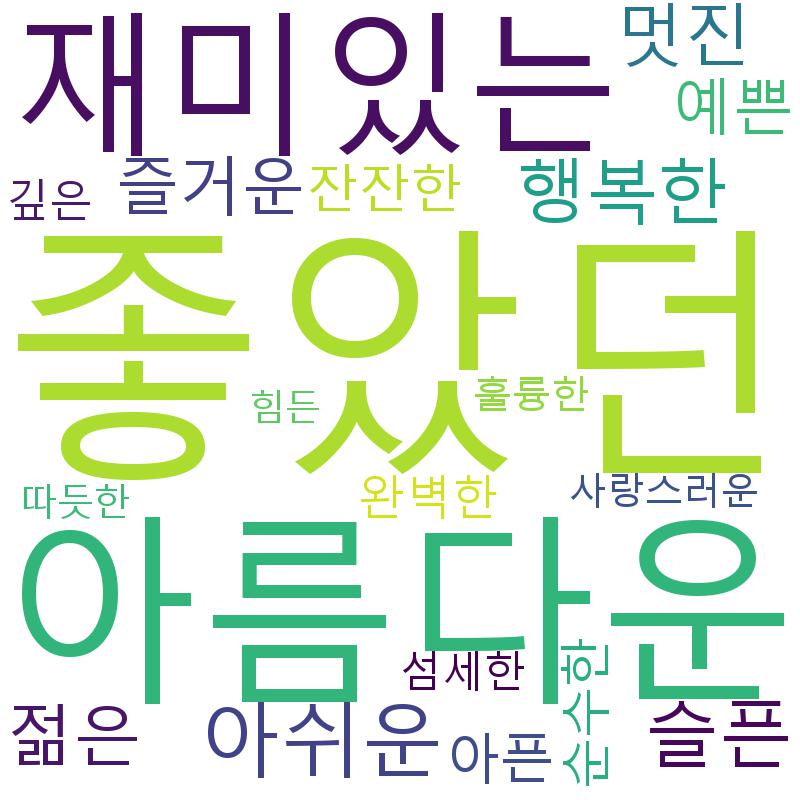 재미있는 멋진
예쁜
깊은 즐거운 잔잔한 행복한
좋았던
힘든 훌륭한
따듯한 완벽한 사랑스러운
아름다운
섬세한 순수한
젊은 아쉬운 아픈 슬픈